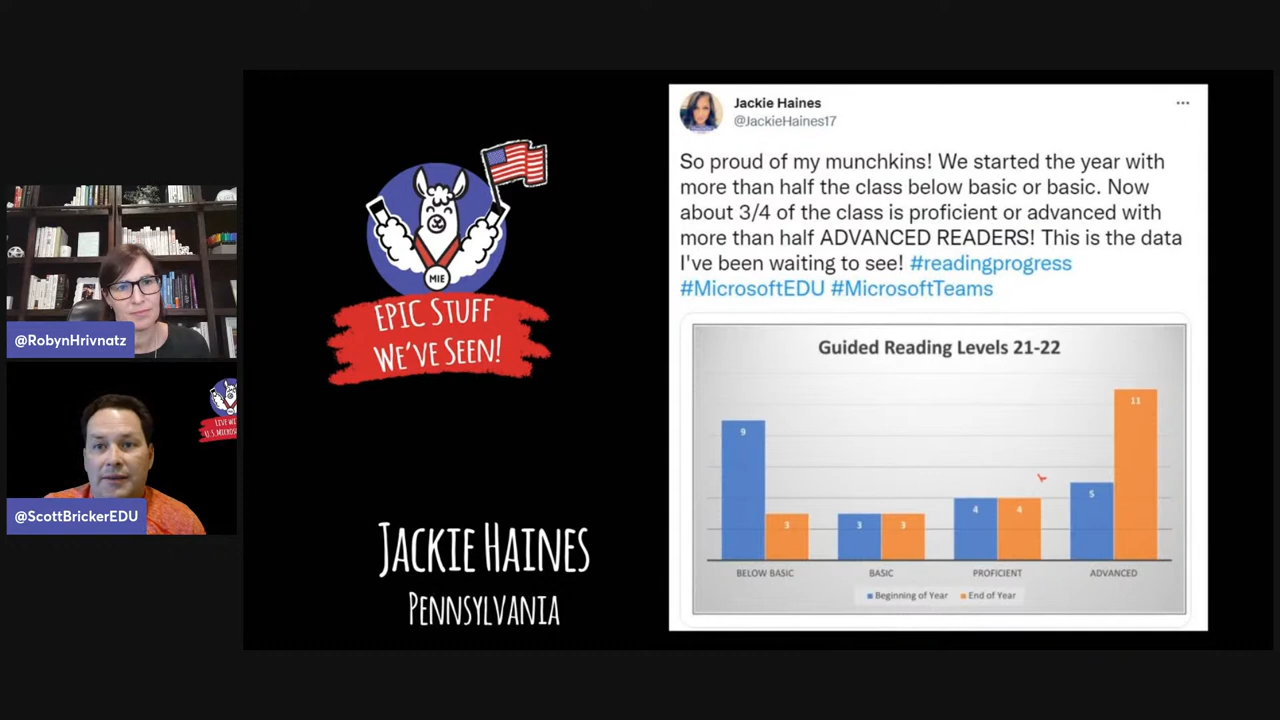 @RobynHrivnatz
@ScottBrickerEDU
MIE
EPIC STUFF
WE'VE SEEN!
JACKIE HAINES
PENNSYLVANIA
Jackie Haines
@JackieHaines17
So proud of my munchkins! We started the year with
more than half the class below basic or basic. Now
about 3/4 of the class is proficient or advanced with
more than half ADVANCED READERS! This is the data
I've been waiting to see! #readingprogress
#MicrosoftEDU #MicrosoftTeams
Guided Reading Levels 21-22
9
3
3
3
4
4
5
11
BELOW BASIC BASIC PROFICIENT ADVANCED
Beginning of Year End of Year